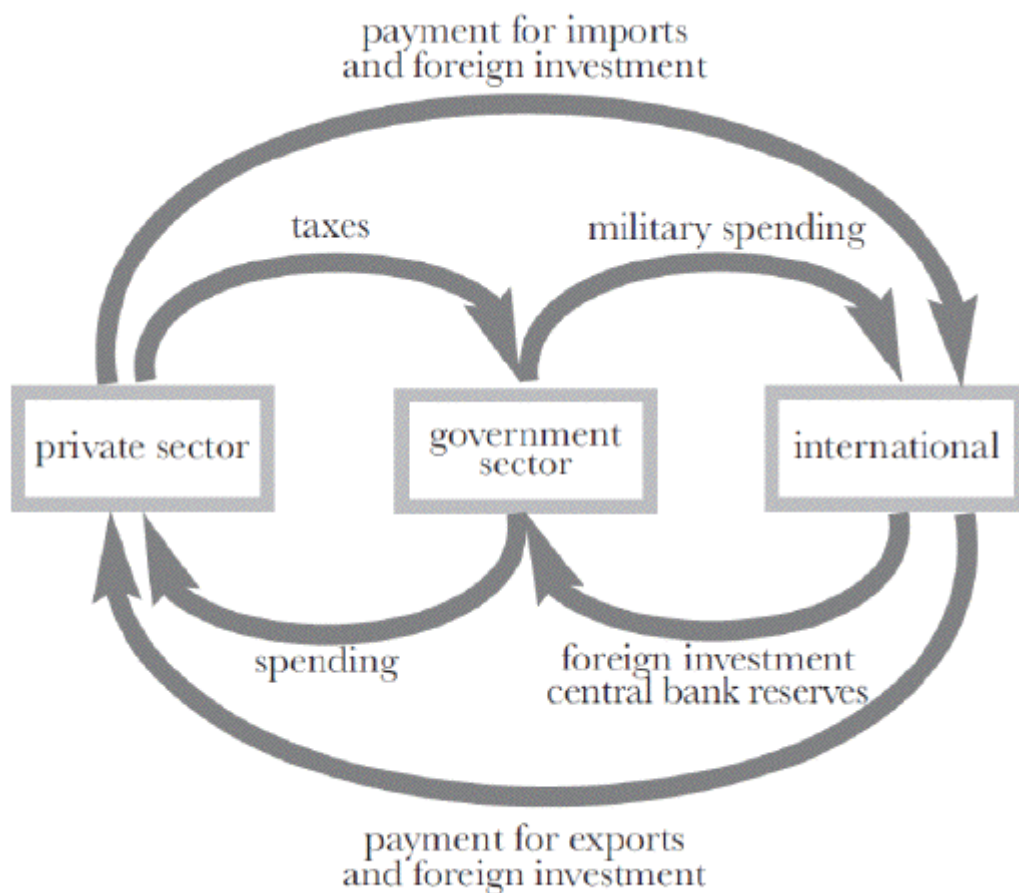 payment for imports
and foreign investment
taxes
military spending
private sector
government
sector
international
spending
foreign investment
central bank reserves
payment for exports
and foreign investment